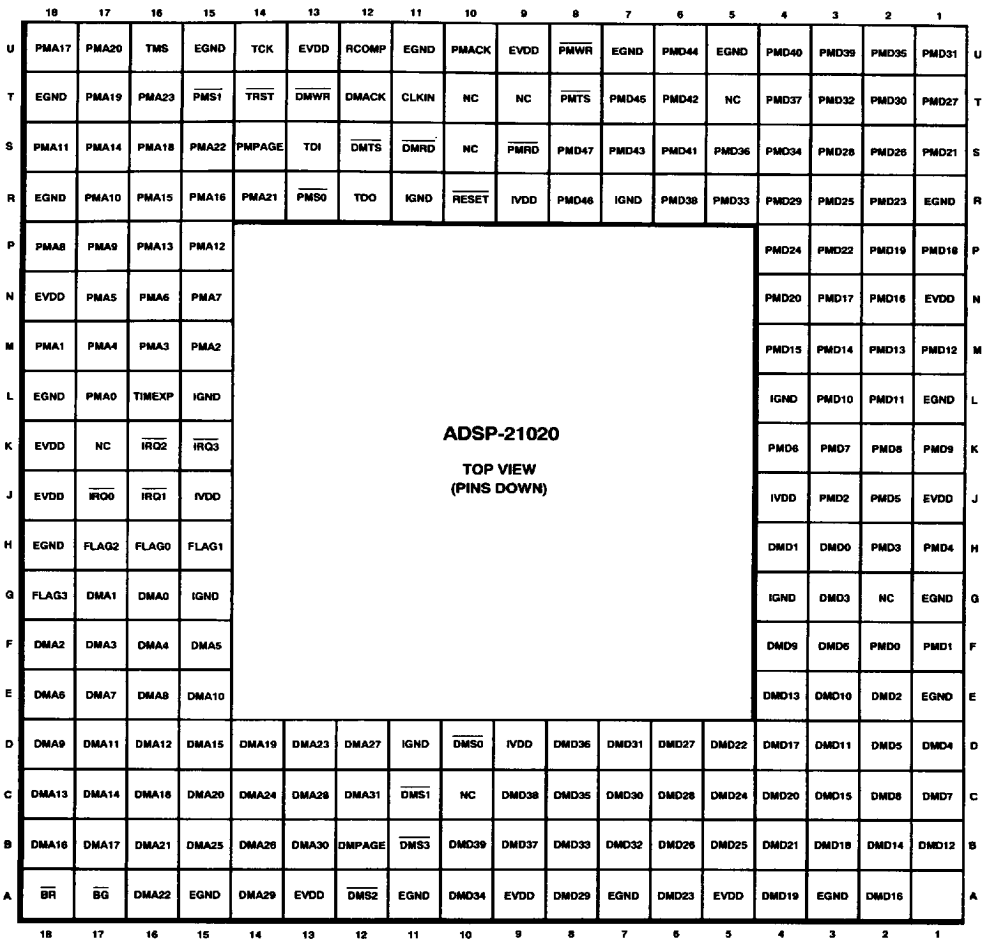 18 17 16 15 14 13 12 11 10 9 8 7 6 5 4 3 2 1
U PMA17 PMA20 TMS EGND TCK EVDD RCOMP EGND PMACK EVDD PMWR EGND PMD44 EGND PMD40 PMD39 PMD35 PMD31 U
T EGND PMA19 PMA23 PMS1 TRST DMWR DMACK CLKIN NC NC PMTS PMD45 PMD42 NC PMD37 PMD32 PMD30 PMD27 T
S PMA11 PMA14 PMA18 PMA22 PMPAGE TDI DMTS DMRD NC PMRD PMD47 PMD43 PMD41 PMD36 PMD34 PMD28 PMD26 PMD21 S
R EGND PMA10 PMA15 PMA16 PMA21 PMS0 TDO IGND RESET IVDD PMD46 IGND PMD38 PMD33 PMD29 PMD25 PMD23 EGND R
P PMA8 PMA9 PMA13 PMA12 PMD24 PMD22 PMD19 PMD18 P
N EVDD PMA5 PMA6 PMA7 PMD20 PMD17 PMD16 EVDD N
M PMA1 PMA4 PMA3 PMA2 PMD15 PMD14 PMD13 PMD12 M
L EGND PMA0 TIMEXP IGND IGND PMD10 PMD11 EGND L
K EVDD NC IRQ2 IRQ3 ADSP-21020 PMD6 PMD7 PMD8 PMD9 K
TOP VIEW
(PINS DOWN)
J EVDD IRQ0 IRQ1 IVDD IVDD PMD2 PMD5 EVDD J
H EGND FLAG2 FLAG0 FLAG1 DMD1 DMD0 PMD3 PMD4 H
G FLAG3 DMA1 DMA0 IGND IGND DMD3 NC EGND G
F DMA2 DMA3 DMA4 DMA5 DMD9 DMD6 PMD0 PMD1 F
E DMA6 DMA7 DMA8 DMA10 DMD13 DMD10 DMD2 EGND E
D DMA9 DMA11 DMA12 DMA15 DMA19 DMA23 DMA27 IGND DMS0 IVDD DMD36 DMD31 DMD27 DMD22 DMD17 DMD11 DMD5 DMD4 D
C DMA13 DMA14 DMA18 DMA20 DMA24 DMA28 DMA31 DMS1 NC DMD38 DMD35 DMD30 DMD28 DMD24 DMD20 DMD15 DMD8 DMD7 C
B DMA16 DMA17 DMA21 DMA25 DMA26 DMA30 DMPAGE DMS3 DMD39 DMD37 DMD33 DMD32 DMD26 DMD25 DMD21 DMD18 DMD14 DMD12 B
A BR BG DMA22 EGND DMA29 EVDD DMS2 EGND DMD34 EVDD DMD29 EGND DMD23 EVDD DMD19 EGND DMD16 A
18 17 16 15 14 13 12 11 10 9 8 7 6 5 4 3 2 1